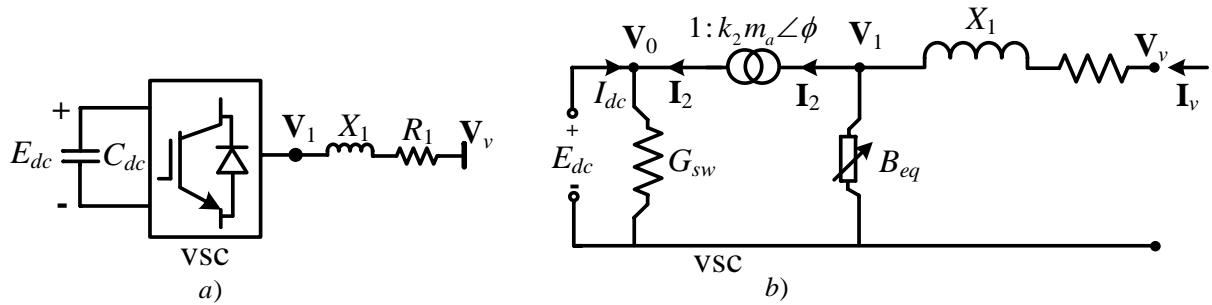 +
E_dc
C_dc
-
V_1
X_1
R_1
V_v
vsc
a)
1:k_2 m_a∠ϕ
V_0
V_1
X_1
V_v
I_dc
I_2
I_2
I_v
+
E_dc
-
G_sw
B_eq
vsc
b)